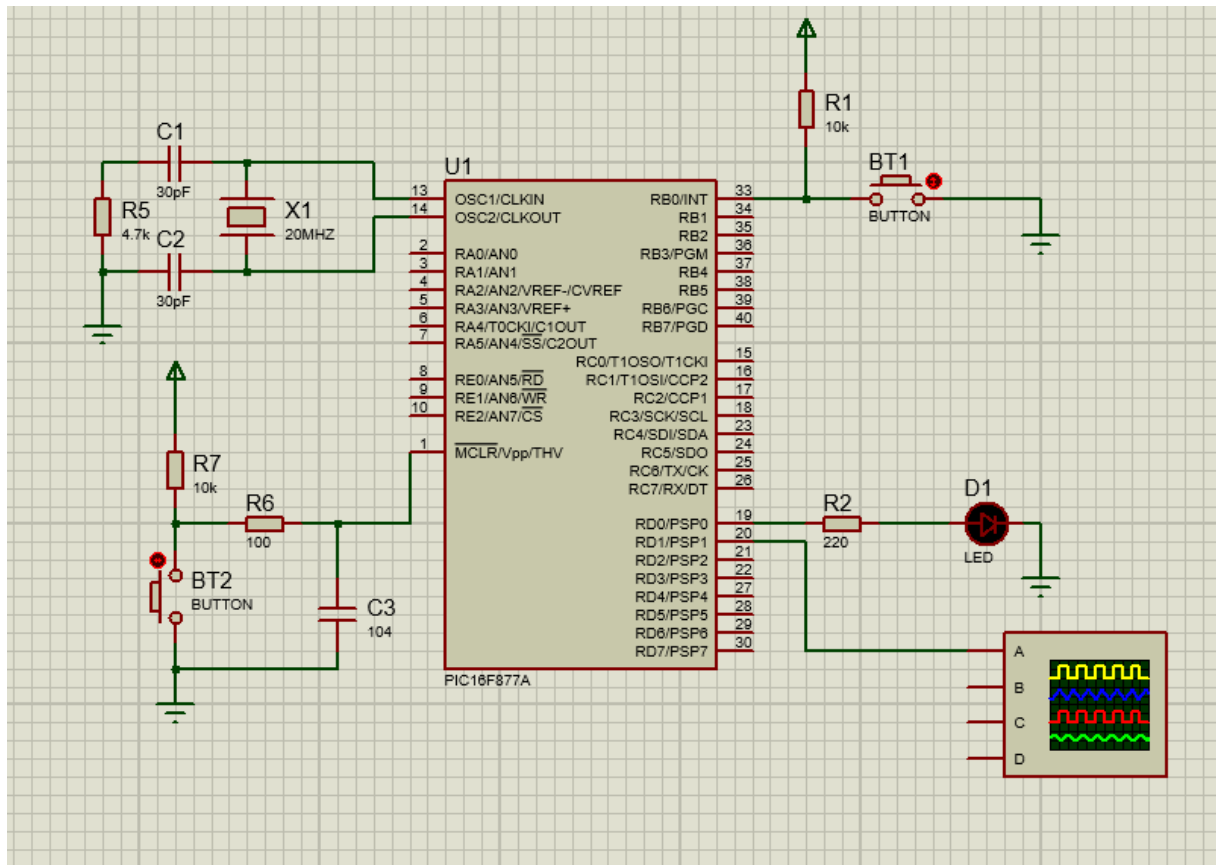 R1
10k
C1
30pF
R5
4.7k
C2
30pF
X1
20MHZ
U1
13 OSC1/CLKIN
14 OSC2/CLKOUT
2 RA0/AN0
3 RA1/AN1
4 RA2/AN2/VREF-/CVREF
5 RA3/AN3/VREF+
6 RA4/T0CKI/C1OUT
7 RA5/AN4/SS/C2OUT
8 RE0/AN5/RD
9 RE1/AN6/WR
10 RE2/AN7/CS
1 MCLR/Vpp/THV
RB0/INT 33
RB1 34
RB2 35
RB3/PGM 36
RB4 37
RB5 38
RB6/PGC 39
RB7/PGD 40
RC0/T1OSO/T1CKI 15
RC1/T1OSI/CCP2 16
RC2/CCP1 17
RC3/SCK/SCL 18
RC4/SDI/SDA 23
RC5/SDO 24
RC6/TX/CK 25
RC7/RX/DT 26
RD0/PSP0 19
RD1/PSP1 20
RD2/PSP2 21
RD3/PSP3 22
RD4/PSP4 27
RD5/PSP5 28
RD6/PSP6 29
RD7/PSP7 30
PIC16F877A
BT1
BUTTON
R7
10k
R6
100
BT2
BUTTON
C3
104
R2
220
D1
LED
A
B
C
D